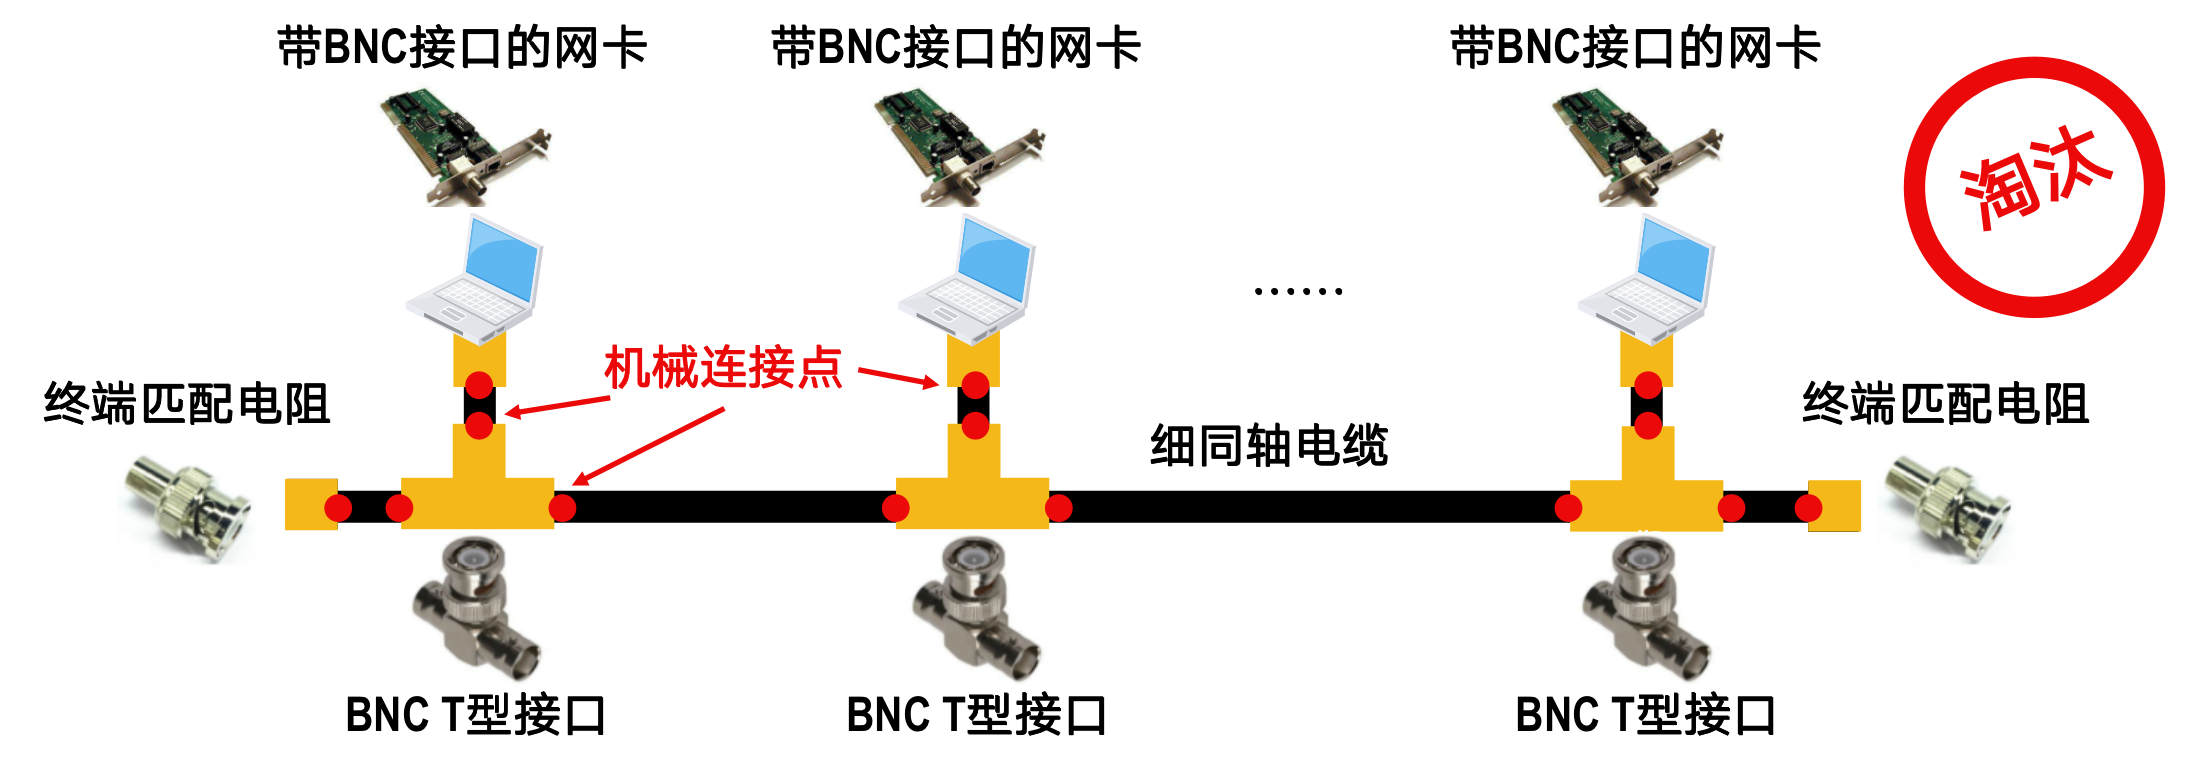 带BNC接口的网卡
带BNC接口的网卡
带BNC接口的网卡
淘汰
……
机械连接点
终端匹配电阻
终端匹配电阻
细同轴电缆
BNC T型接口
BNC T型接口
BNC T型接口